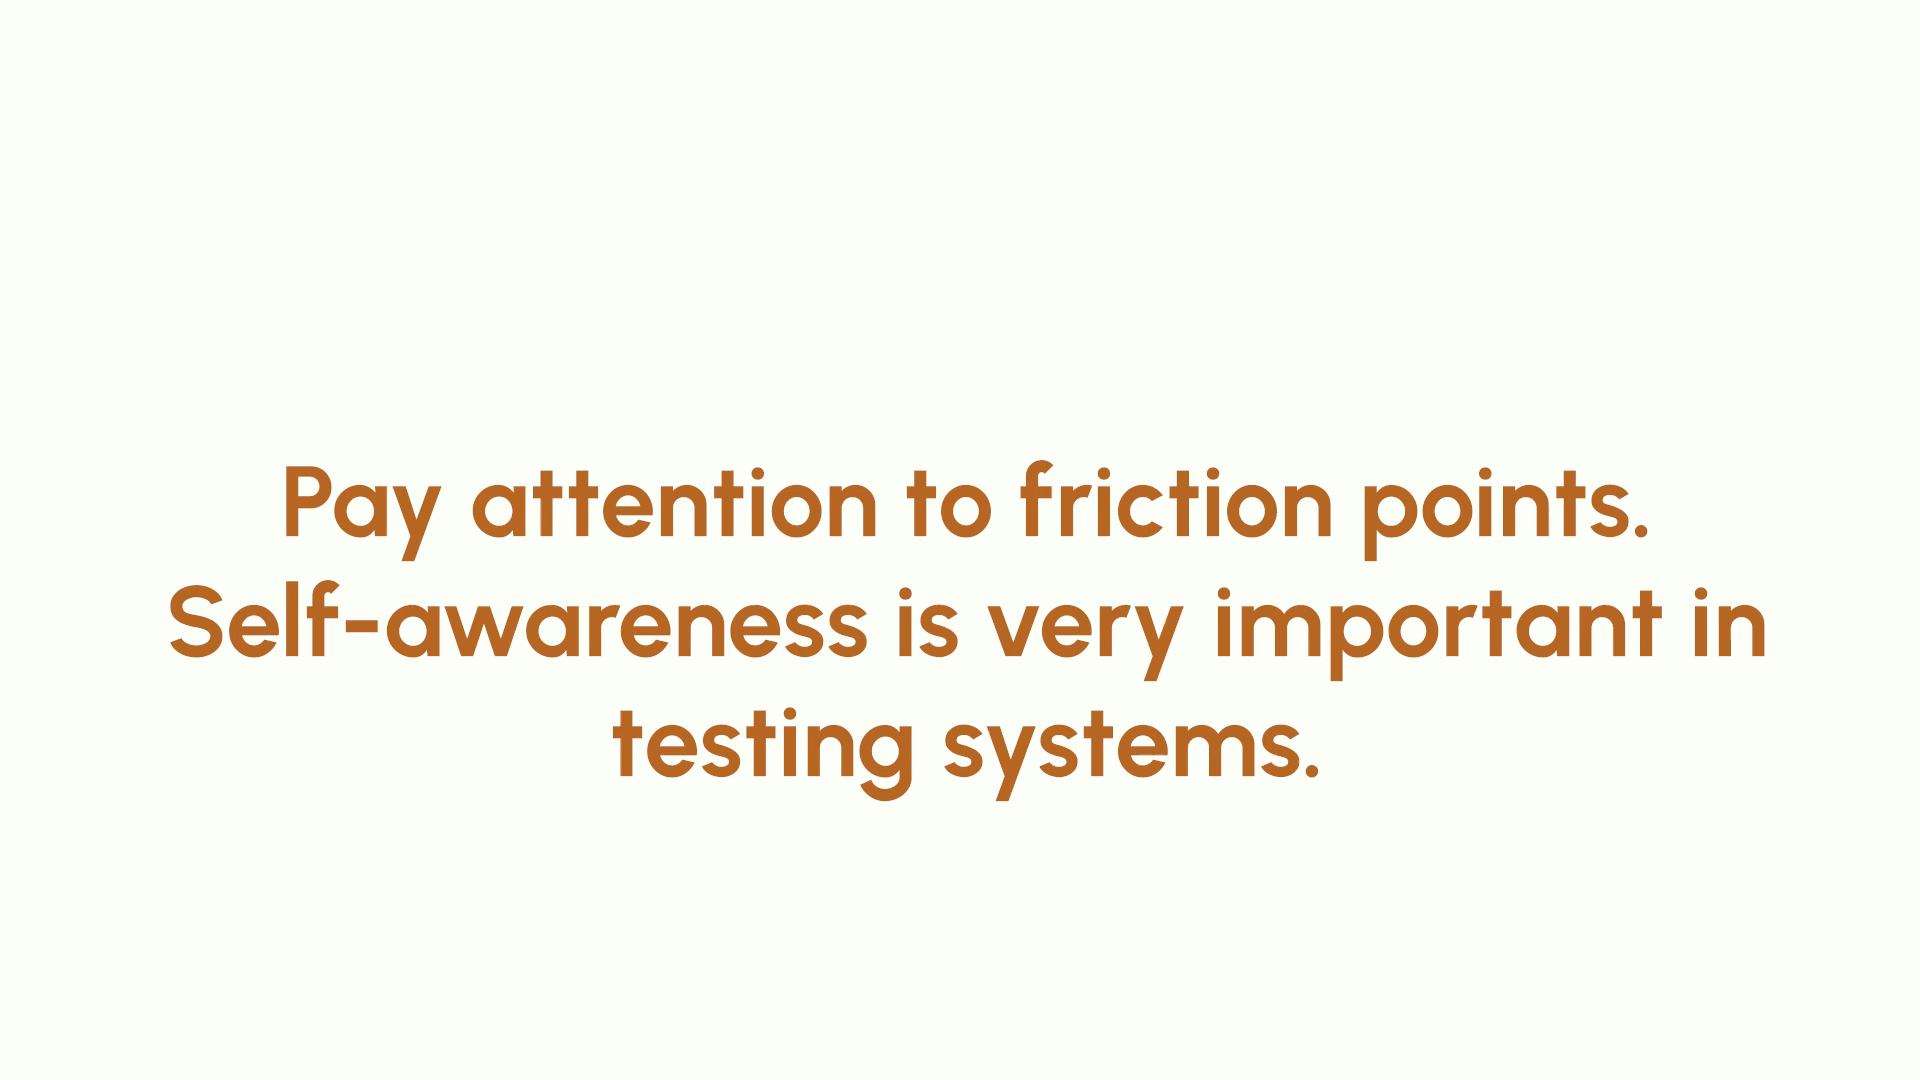 Pay attention to friction points.
Self-awareness is very important in
testing systems.